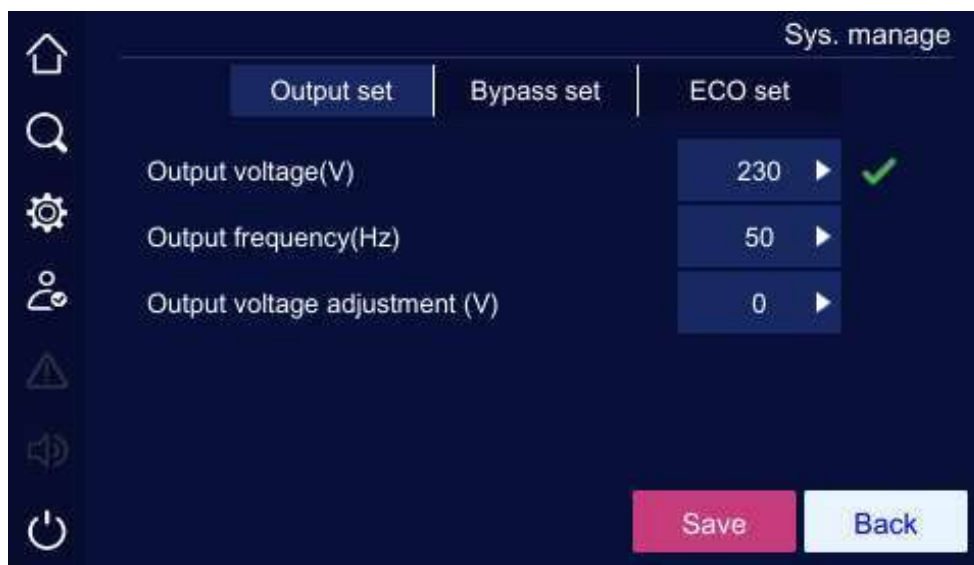 Sys. manage
Output set Bypass set ECO set
Output voltage(V) 230
Output frequency(Hz) 50
Output voltage adjustment (V) 0
Save Back